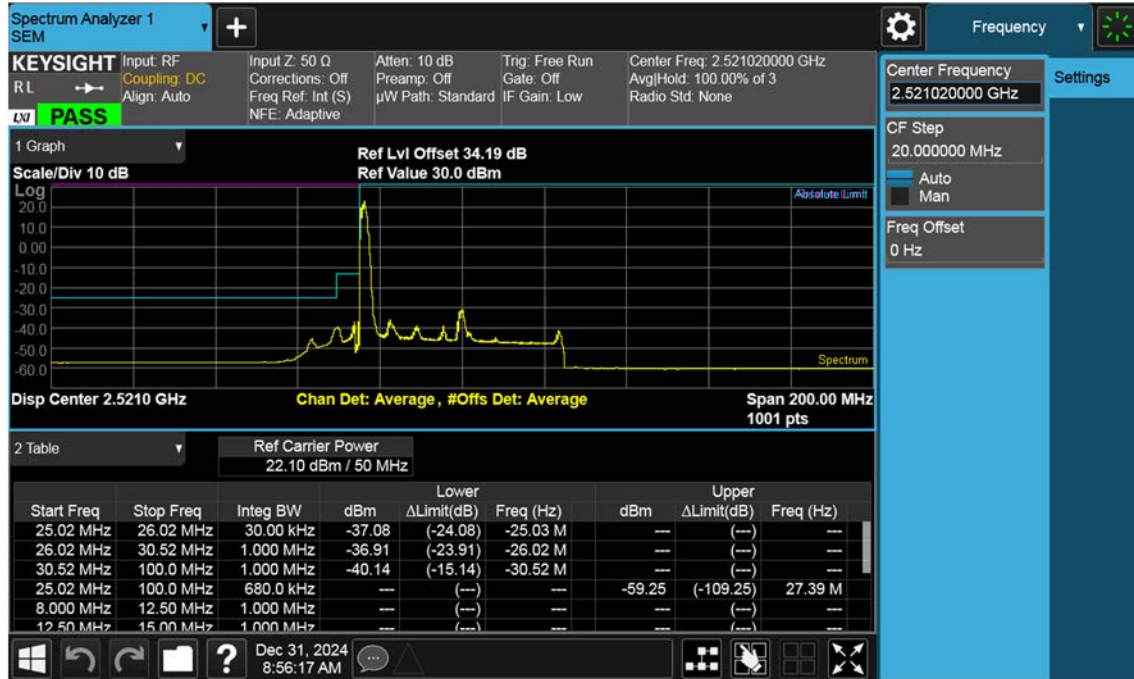 Spectrum Analyzer 1
SEM
Frequency
KEYSIGHT
R L
LXI
PASS
Input: RF
Coupling: DC
Align: Auto
Input Z: 50 Ω
Corrections: Off
Freq Ref: Int (S)
NFE: Adaptive
Atten: 10 dB
Preamp: Off
µW Path: Standard
Trig: Free Run
Gate: Off
IF Gain: Low
Center Freq: 2.521020000 GHz
Avg|Hold: 100.00% of 3
Radio Std: None
Center Frequency
2.521020000 GHz
Settings
CF Step
20.000000 MHz
Auto
Man
Freq Offset
0 Hz
1 Graph
Scale/Div 10 dB
Ref Lvl Offset 34.19 dB
Ref Value 30.0 dBm
Log
20.0
10.0
0.00
-10.0
-20.0
-30.0
-40.0
-50.0
-60.0
Limit
Spectrum
Disp Center 2.5210 GHz
Chan Det: Average, #Offs Det: Average
Span 200.00 MHz
1001 pts
2 Table
Ref Carrier Power
22.10 dBm / 50 MHz
Lower Upper
Start Freq Stop Freq Integ BW dBm ΔLimit(dB) Freq (Hz) dBm ΔLimit(dB) Freq (Hz)
25.02 MHz 26.02 MHz 30.00 kHz -37.08 (-24.08) -25.03 M --- (---) ---
26.02 MHz 30.52 MHz 1.000 MHz -36.91 (-23.91) -26.02 M --- (---) ---
30.52 MHz 100.0 MHz 1.000 MHz -40.14 (-15.14) -30.52 M --- (---) ---
25.02 MHz 100.0 MHz 680.0 kHz --- (---) --- -59.25 (-109.25) 27.39 M
8.000 MHz 12.50 MHz 1.000 MHz --- (---) --- --- (---) ---
12.50 MHz 15.00 MHz 1.000 MHz --- (---) --- --- (---) ---
?
Dec 31, 2024
8:56:17 AM